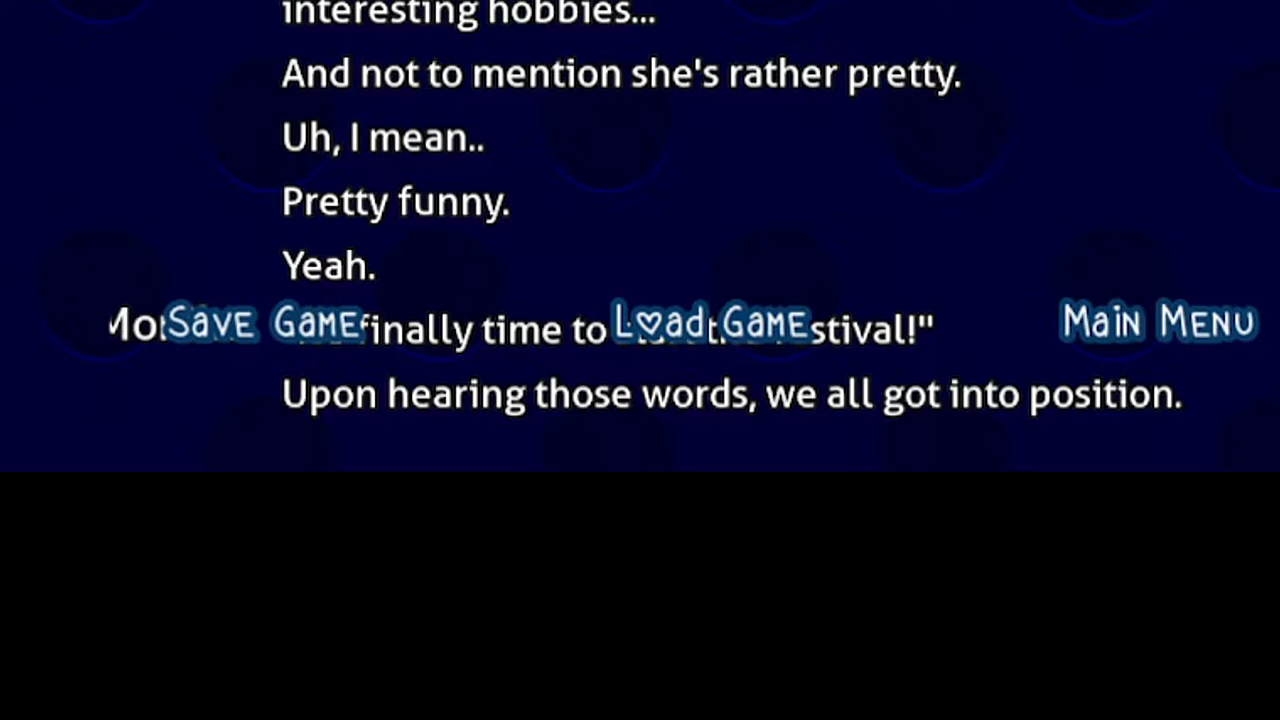 interesting hobbies...
And not to mention she's rather pretty.
Uh, I mean..
Pretty funny.
Yeah.
Save Game finally time to Load Game Main Menu
Upon hearing those words, we all got into position.